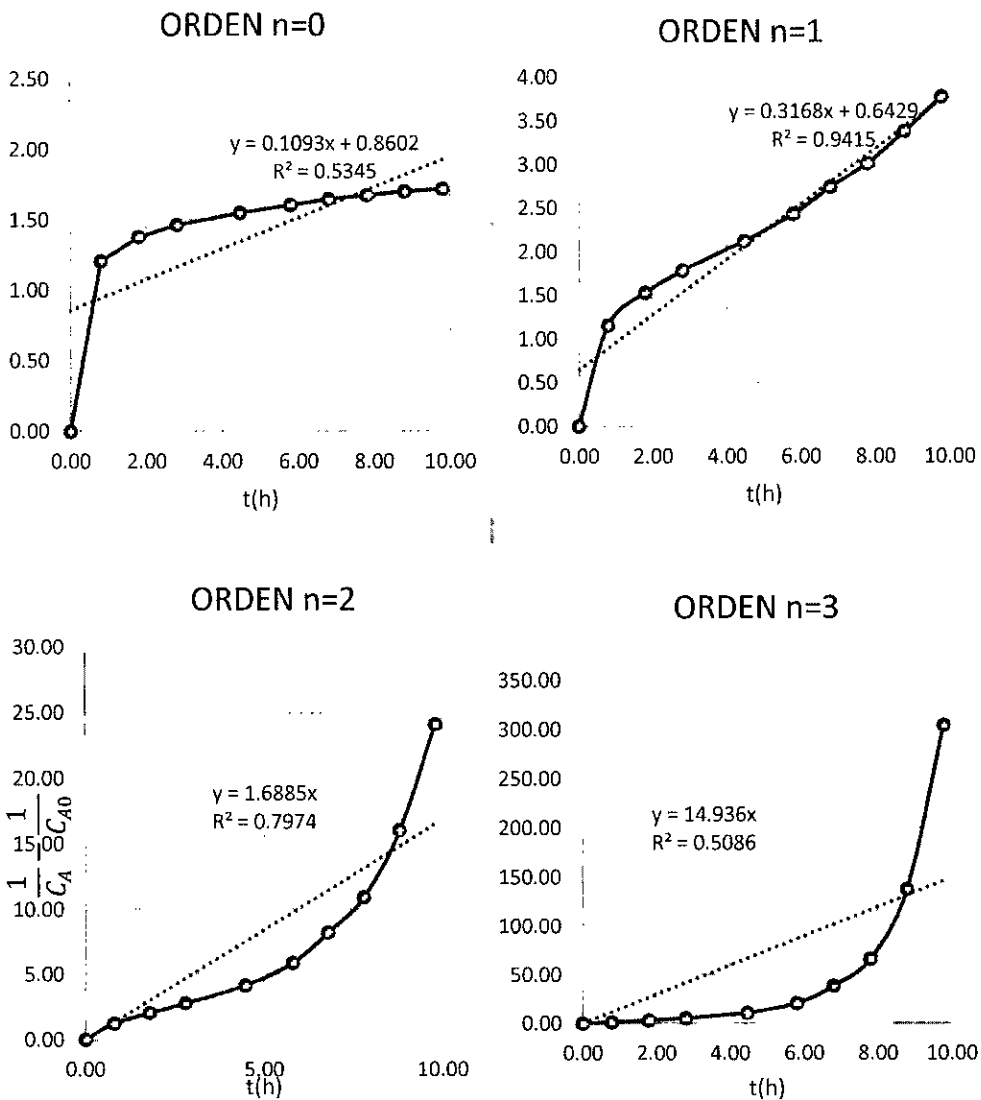 ORDEN n=0
2.50
2.00
1.50
1.00
0.50
0.00
y = 0.1093x + 0.8602
R² = 0.5345
0.00 2.00 4.00 6.00 8.00 10.00
t(h)
ORDEN n=1
4.00
3.50
3.00
2.50
2.00
1.50
1.00
0.50
0.00
y = 0.3168x + 0.6429
R² = 0.9415
0.00 2.00 4.00 6.00 8.00 10.00
t(h)
ORDEN n=2
30.00
25.00
20.00
15.00
10.00
5.00
0.00
1/C_A - 1/C_A0
y = 1.6885x
R² = 0.7974
0.00 5.00 10.00
t(h)
ORDEN n=3
350.00
300.00
250.00
200.00
150.00
100.00
50.00
0.00
y = 14.936x
R² = 0.5086
0.00 2.00 4.00 6.00 8.00 10.00
t(h)